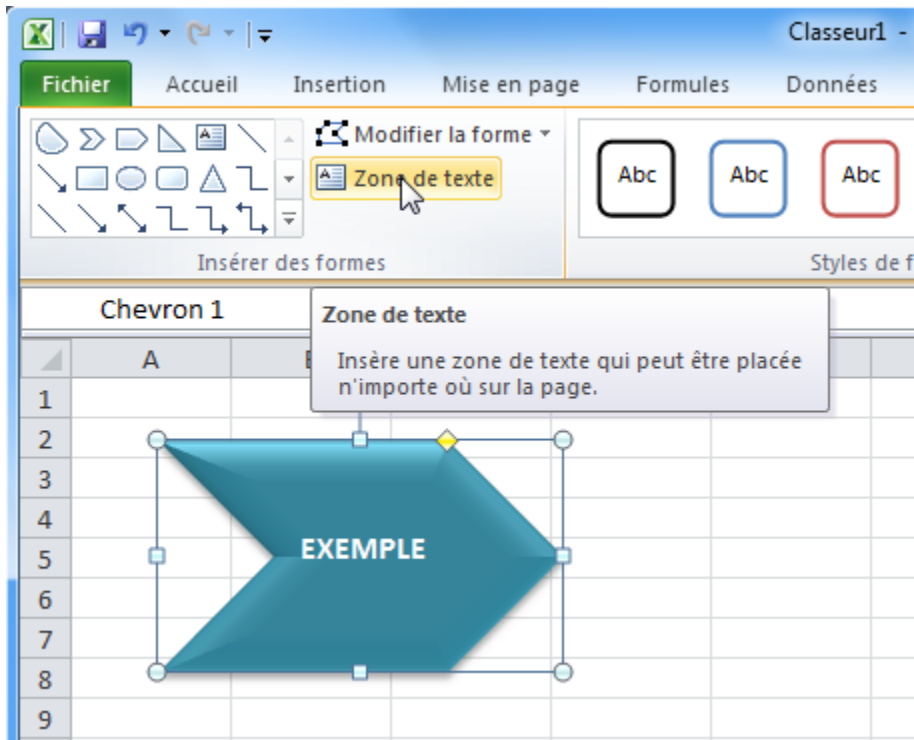 Classeur1 -
Fichier Accueil Insertion Mise en page Formules Données
Modifier la forme
Zone de texte
Abc Abc Abc
Insérer des formes
Styles de f
Chevron 1
Zone de texte
Insère une zone de texte qui peut être placée
n'importe où sur la page.
A
1
2
3
4
EXEMPLE
5
6
7
8
9